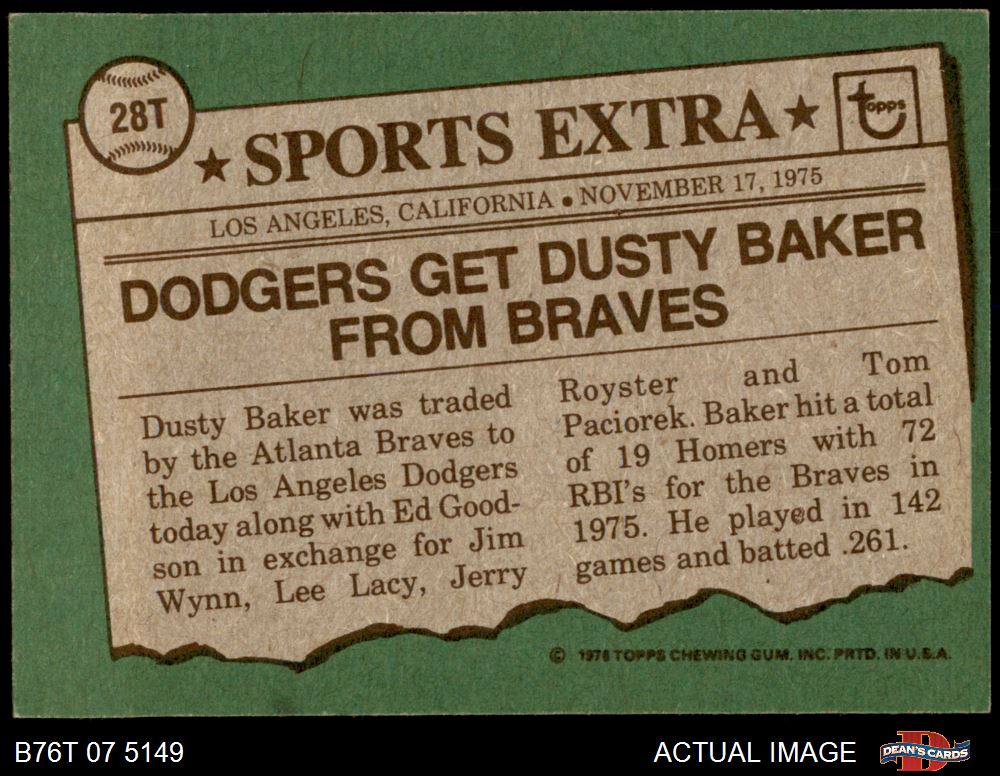 28T
★ SPORTS EXTRA ★
Topps
LOS ANGELES, CALIFORNIA ● NOVEMBER 17, 1975
DODGERS GET DUSTY BAKER
FROM BRAVES
Dusty Baker was traded
by the Atlanta Braves to
the Los Angeles Dodgers
today along with Ed Good-
son in exchange for Jim
Wynn, Lee Lacy, Jerry
Royster and Tom
Paciorek. Baker hit a total
of 19 Homers with 72
RBI's for the Braves in
1975. He played in 142
games and batted .261.
© 1976 TOPPS CHEWING GUM. INC. PRTD. IN U.S.A.
B76T 07 5149
ACTUAL IMAGE
DEAN'S CARDS